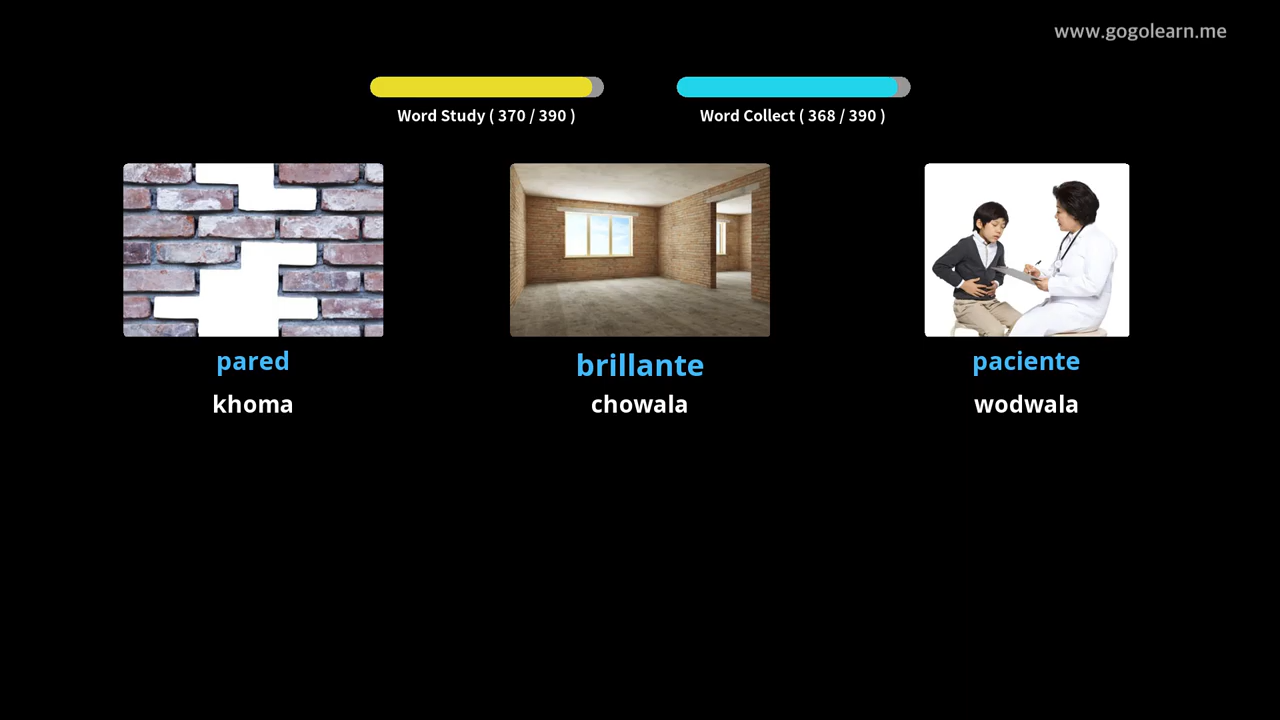 www.gogolearn.me
Word Study ( 370 / 390 )
Word Collect ( 368 / 390 )
pared
brillante
paciente
khoma
chowala
wodwala